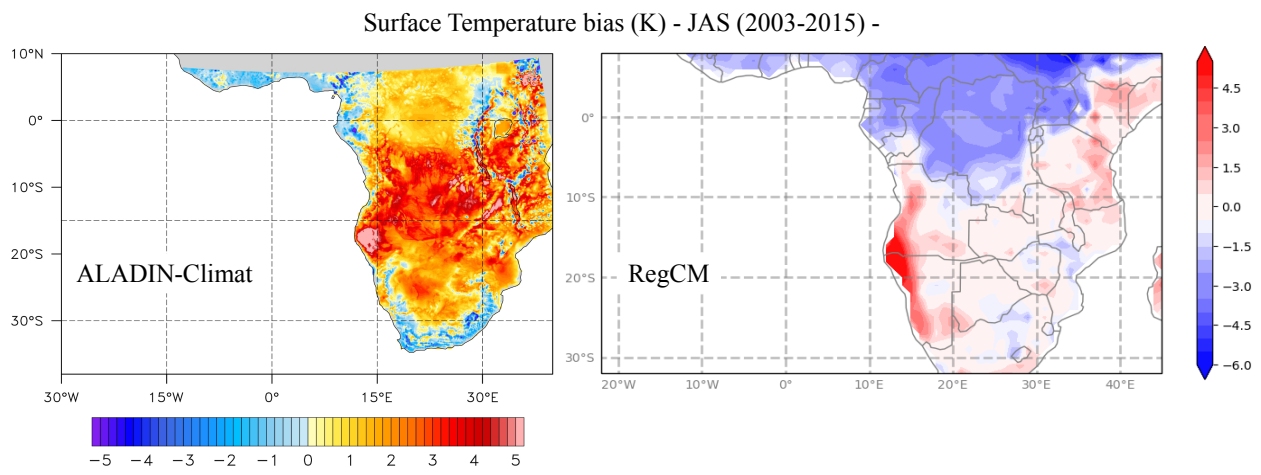 Surface Temperature bias (K) - JAS (2003-2015) -
10°N
0°
10°S
20°S
30°S
30°W 15°W 0° 15°E 30°E
ALADIN-Climat
−5 −4 −3 −2 −1 0 1 2 3 4 5
0°
10°S
20°S
30°S
20°W 10°W 0° 10°E 20°E 30°E 40°E
RegCM
4.5
3.0
1.5
0.0
−1.5
−3.0
−4.5
−6.0